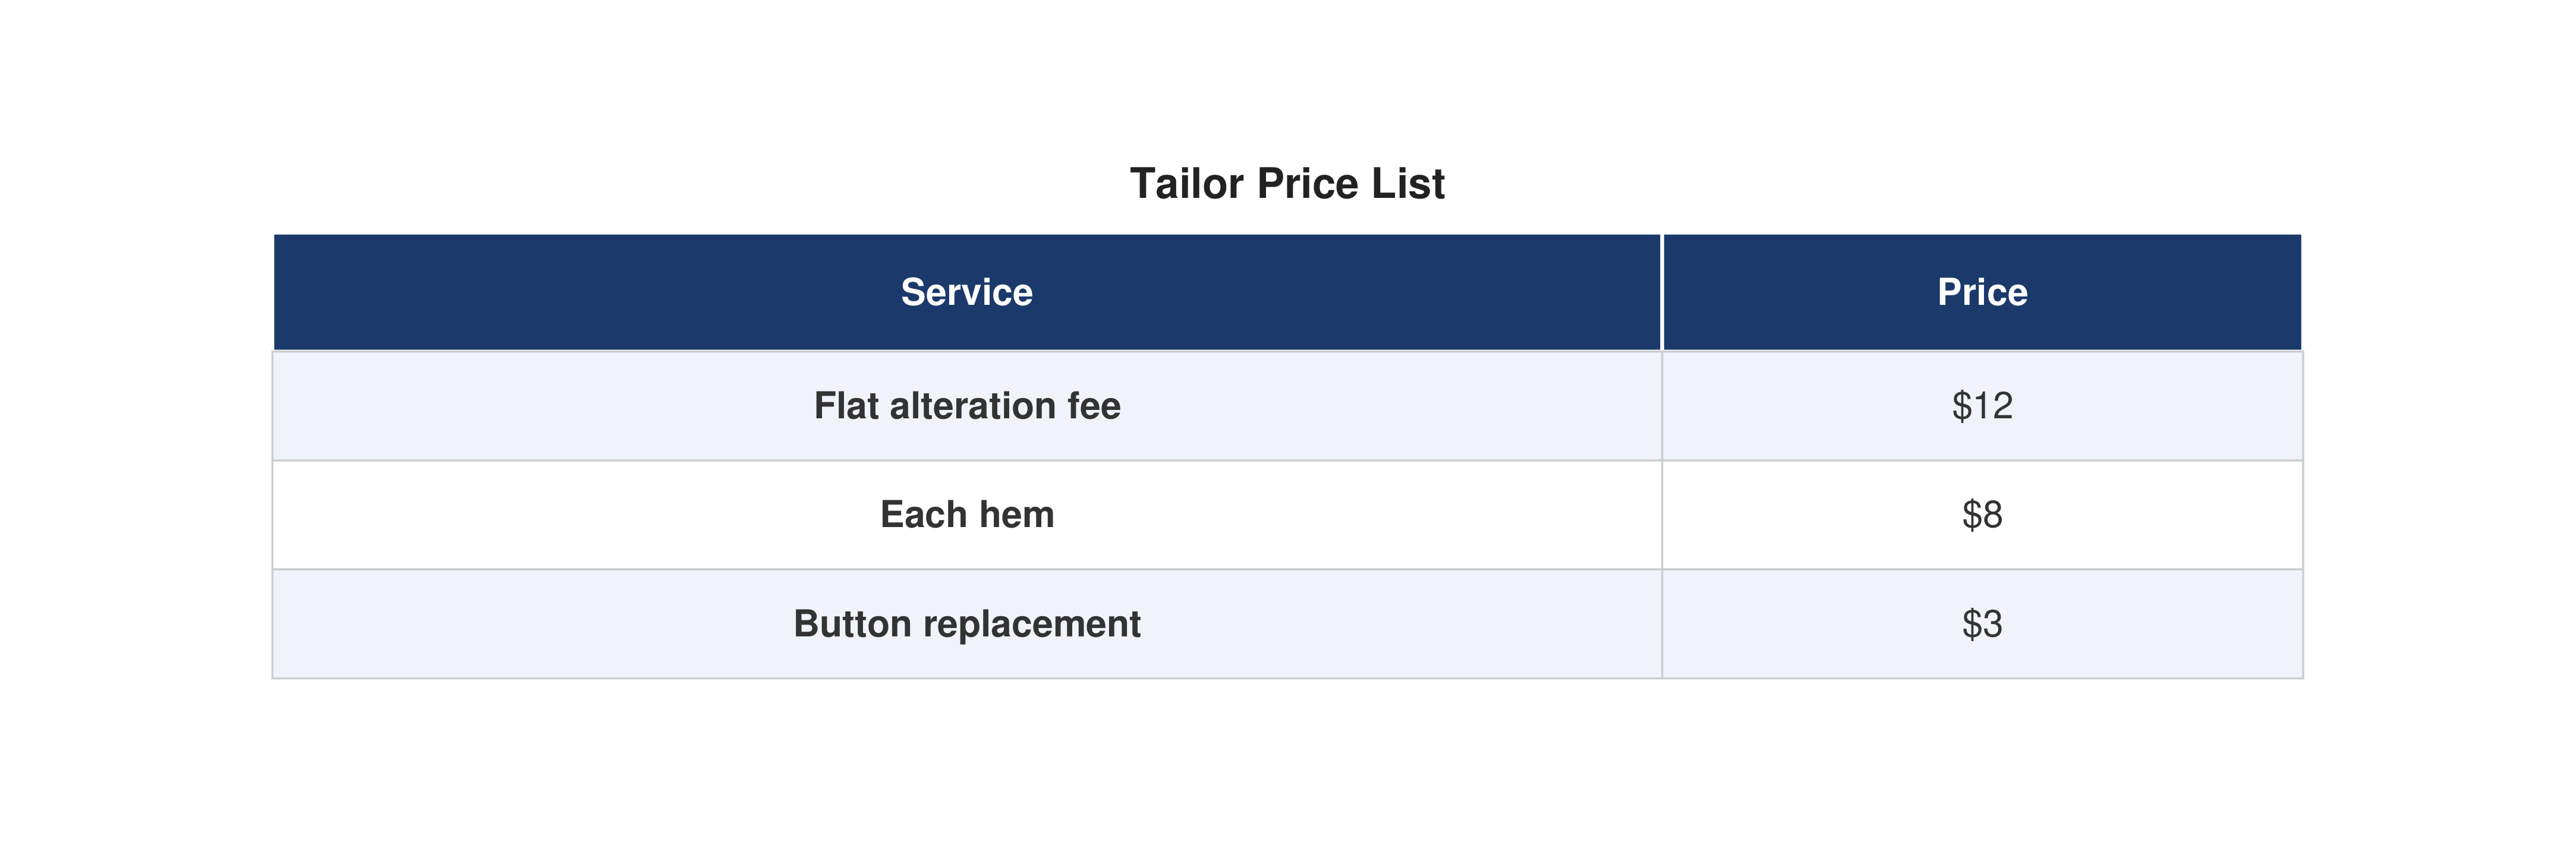 Tailor Price List
Service Price
Flat alteration fee $12
Each hem $8
Button replacement $3